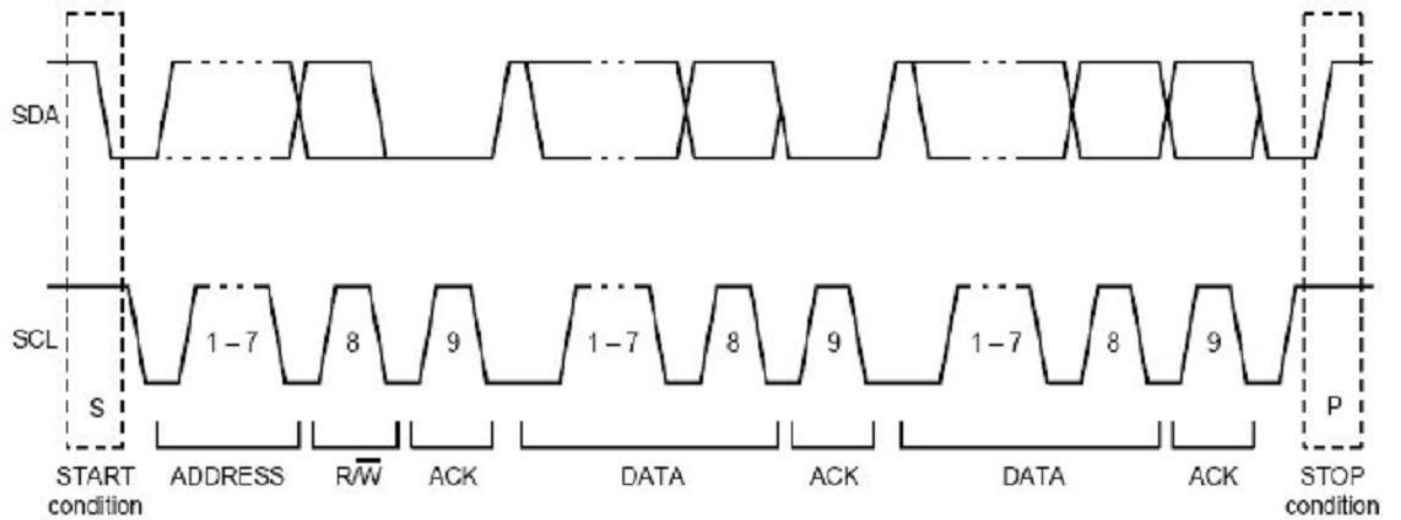 SDA
SCL
1 – 7
8
9
1 – 7
8
9
1 – 7
8
9
S
P
START
condition
ADDRESS
R/W̅
ACK
DATA
ACK
DATA
ACK
STOP
condition